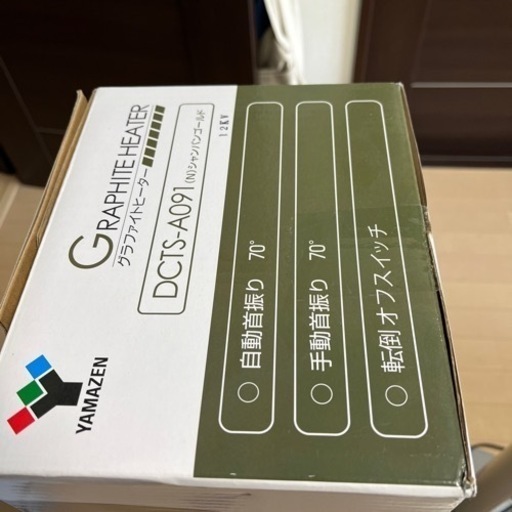 GRAPHITE HEATER
グラファイトヒーター
DCTS-A091 (N)シャンパンゴールド
12KY
○ 自動首振り 70°
○ 手動首振り 70°
○ 転倒オフスイッチ
YAMAZEN